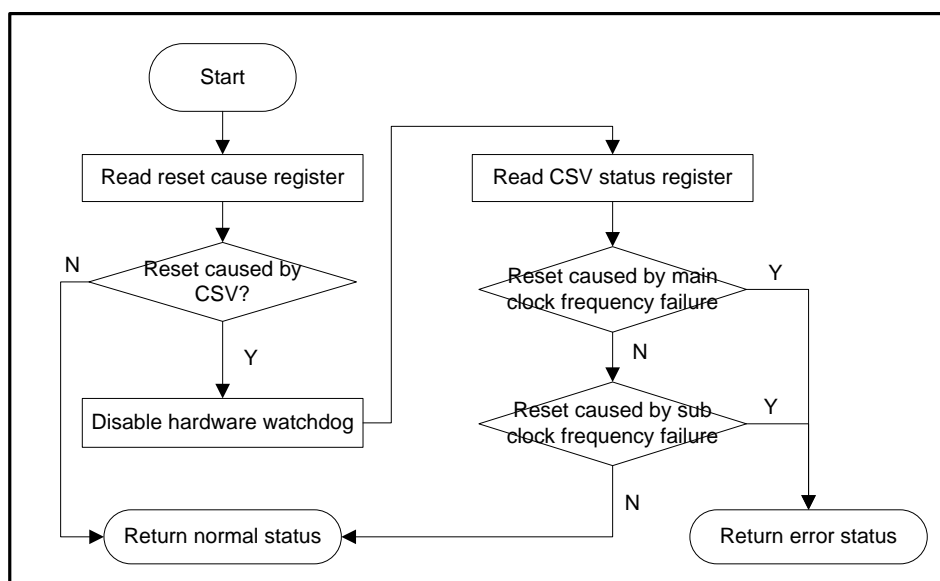 Start
Read reset cause register
N
Reset caused by
CSV?
Y
Disable hardware watchdog
Read CSV status register
Reset caused by main
clock frequency failure
Y
N
Reset caused by sub
clock frequency failure
Y
N
Return normal status
Return error status